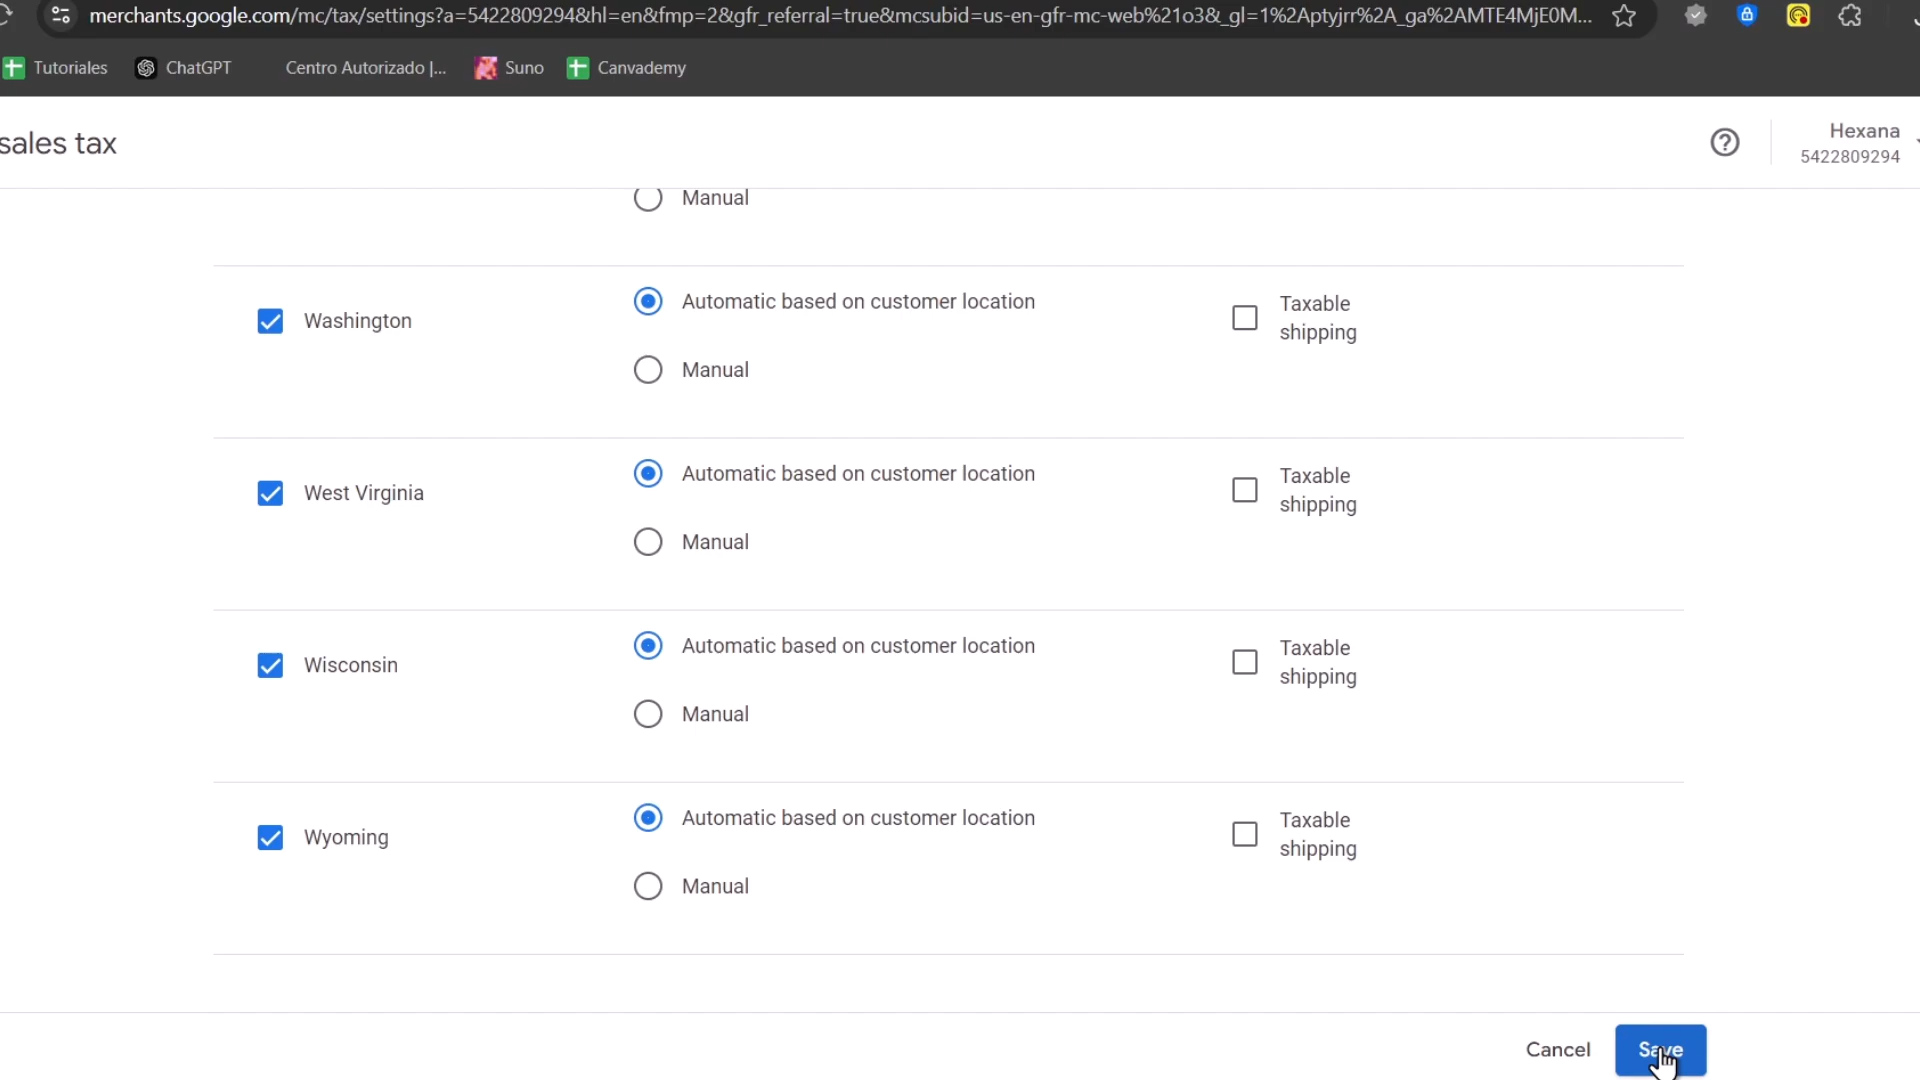 merchants.google.com/mc/tax/settings?a=5422809294&hl=en&fmp=2&gfr_referral=true&mcsubid=us-en-gfr-mc-web%21o3&_gl=1%2Aptyjrr%2A_ga%2AMTE4MjE0M...
Tutoriales ChatGPT Centro Autorizado |... Suno Canvademy
sales tax
Hexana
5422809294
Manual
Washington
Automatic based on customer location
Manual
Taxable
shipping
West Virginia
Automatic based on customer location
Manual
Taxable
shipping
Wisconsin
Automatic based on customer location
Manual
Taxable
shipping
Wyoming
Automatic based on customer location
Manual
Taxable
shipping
Cancel Save